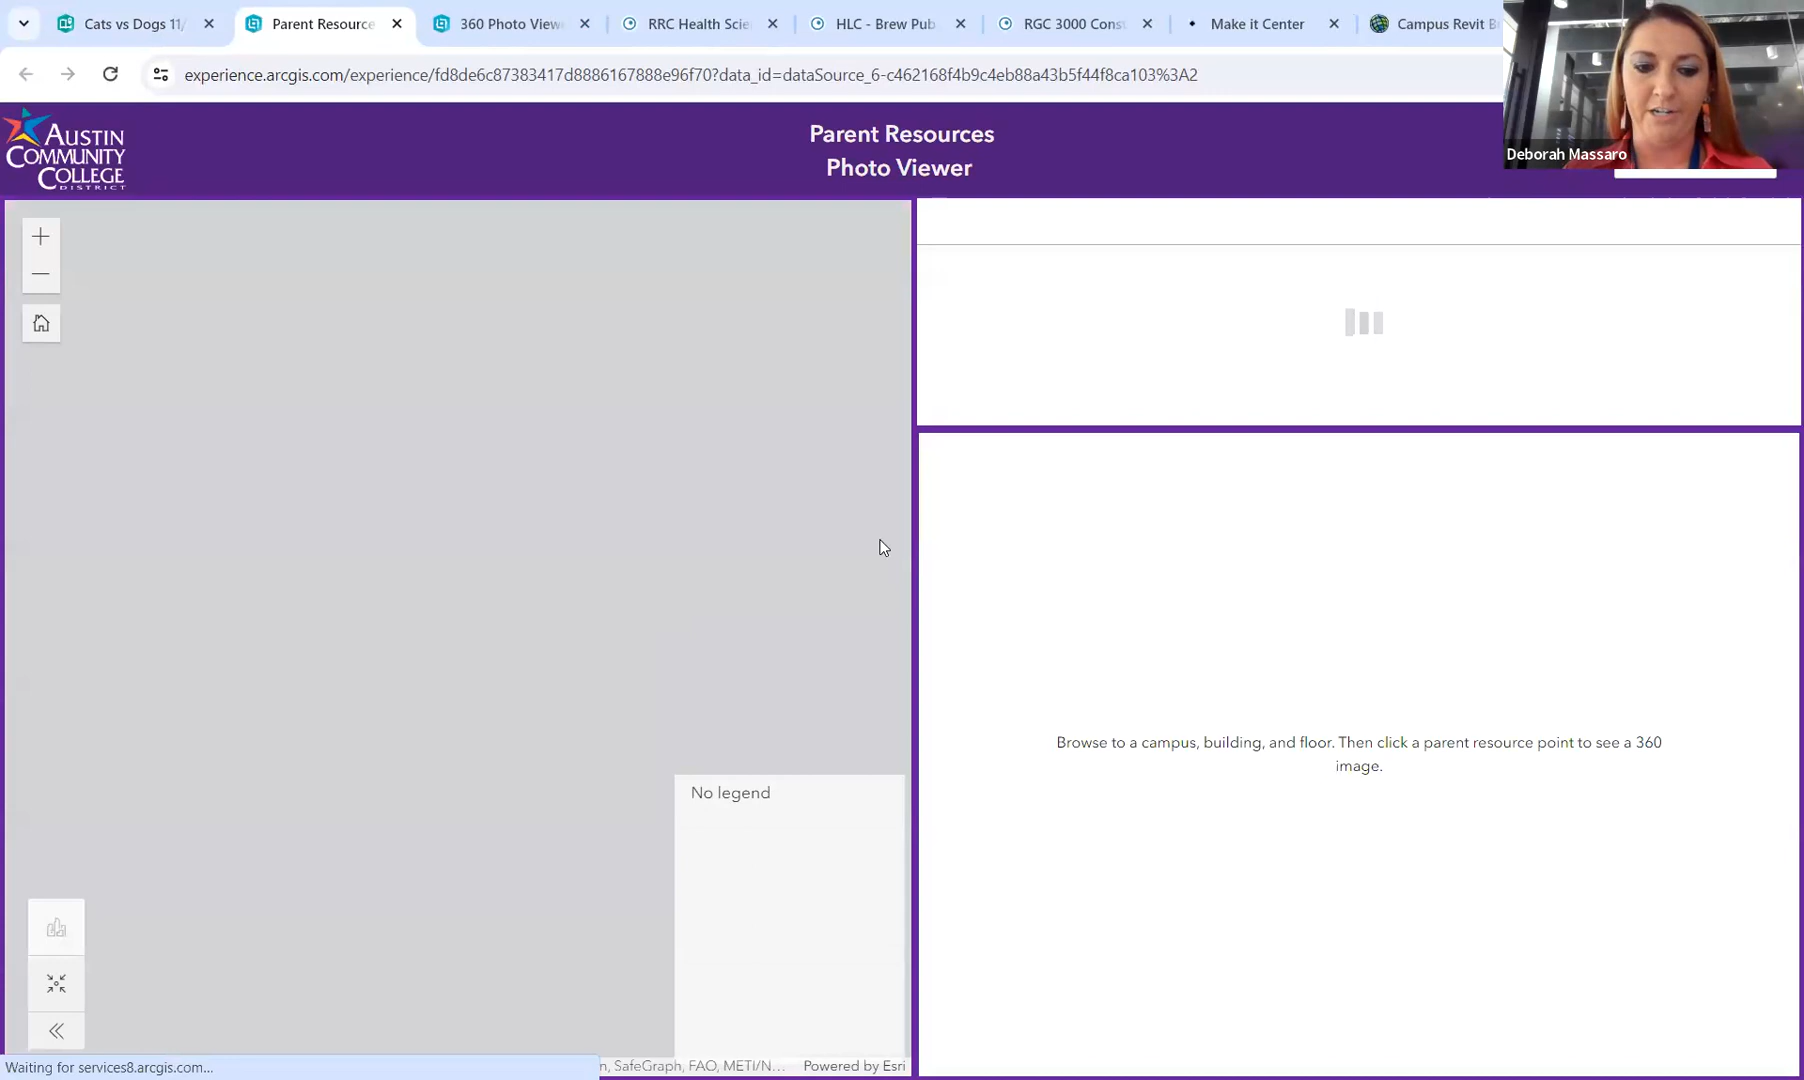 Cats vs Dogs 11/
Parent Resource
360 Photo View
RRC Health Scie
HLC - Brew Pub
RGC 3000 Cons
Make it Center
Campus Revit B
experience.arcgis.com/experience/fd8de6c87383417d8886167888e96f70?data_id=dataSource_6-c462168f4b9c4eb88a43b5f44f8ca103%3A2
AUSTIN
COMMUNITY
COLLEGE
DISTRICT
Parent Resources
Photo Viewer
Deborah Massaro
No legend
Browse to a campus, building, and floor. Then click a parent resource point to see a 360
image.
Waiting for services8.arcgis.com...
n, SafeGraph, FAO, METI/N...
Powered by Esri